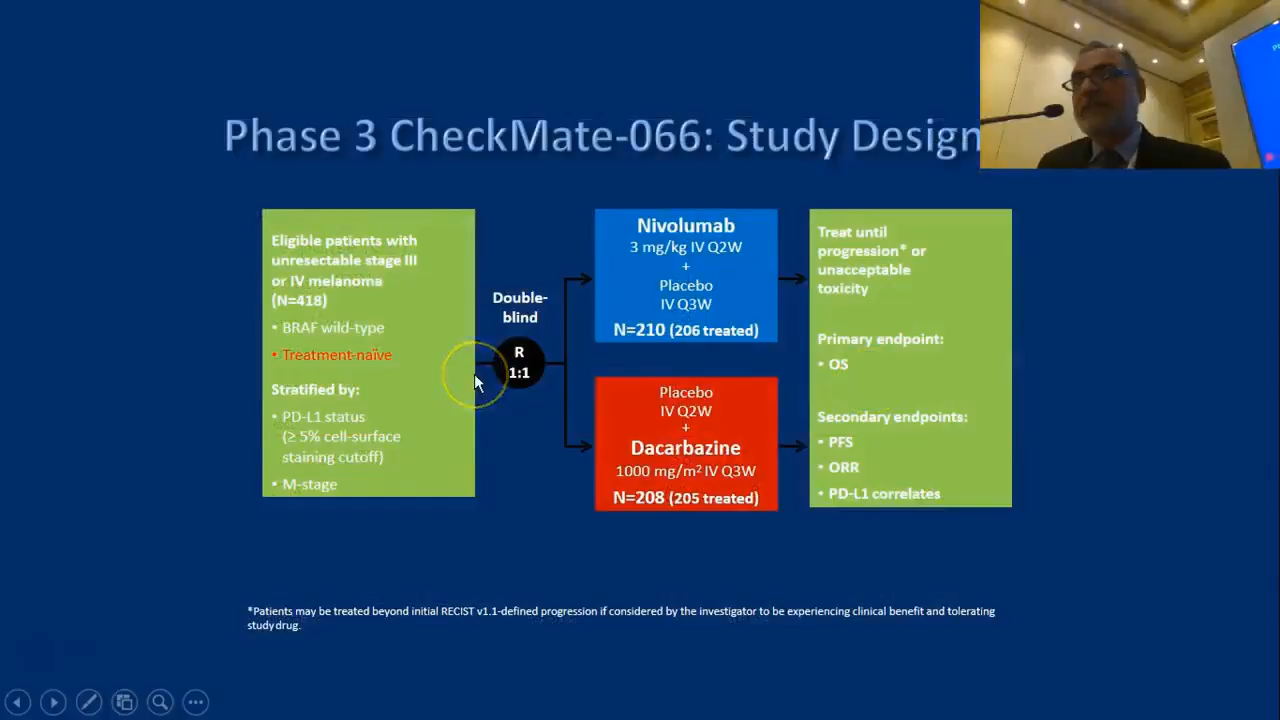 Phase 3 CheckMate-066: Study Design
Eligible patients with
unresectable stage III
or IV melanoma
(N=418)
• BRAF wild-type
• Treatment-naïve
Stratified by:
• PD-L1 status
(≥ 5% cell-surface
staining cutoff)
• M-stage
Double-
blind
R
1:1
Nivolumab
3 mg/kg IV Q2W
+
Placebo
IV Q3W
N=210 (206 treated)
Placebo
IV Q2W
+
Dacarbazine
1000 mg/m² IV Q3W
N=208 (205 treated)
Treat until
progression* or
unacceptable
toxicity
Primary endpoint:
• OS
Secondary endpoints:
• PFS
• ORR
• PD-L1 correlates
*Patients may be treated beyond initial RECIST v1.1-defined progression if considered by the investigator to be experiencing clinical benefit and tolerating
study drug.